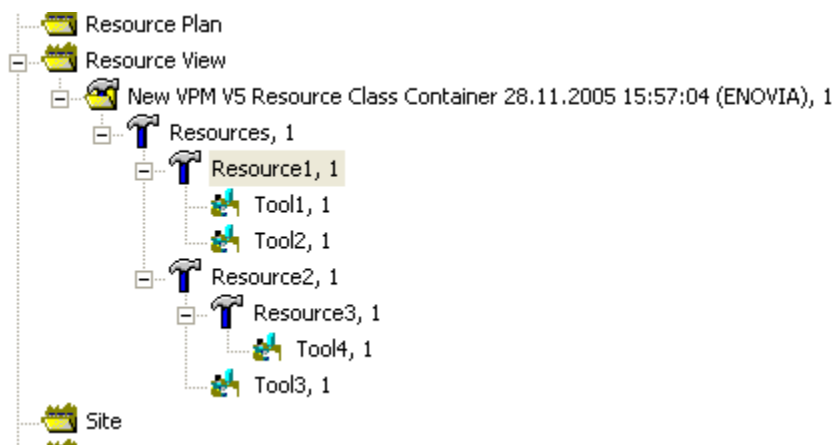 Resource Plan
Resource View
New VPM V5 Resource Class Container 28.11.2005 15:57:04 (ENOVIA), 1
Resources, 1
Resource1, 1
Tool1, 1
Tool2, 1
Resource2, 1
Resource3, 1
Tool4, 1
Tool3, 1
Site